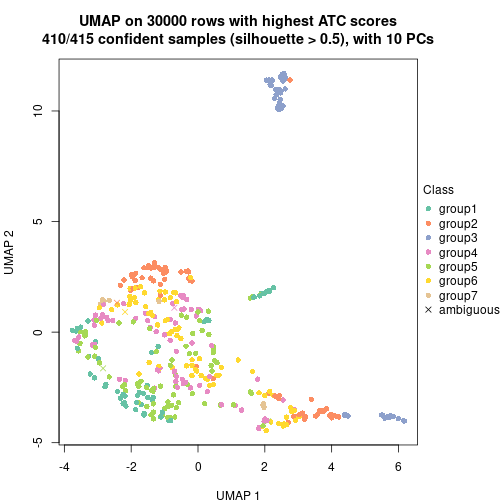 UMAP on 30000 rows with highest ATC scores
410/415 confident samples (silhouette > 0.5), with 10 PCs
10
5
0
-5
UMAP 2
-4
-2
0
2
4
6
UMAP 1
Class
group1
group2
group3
group4
group5
group6
group7
ambiguous